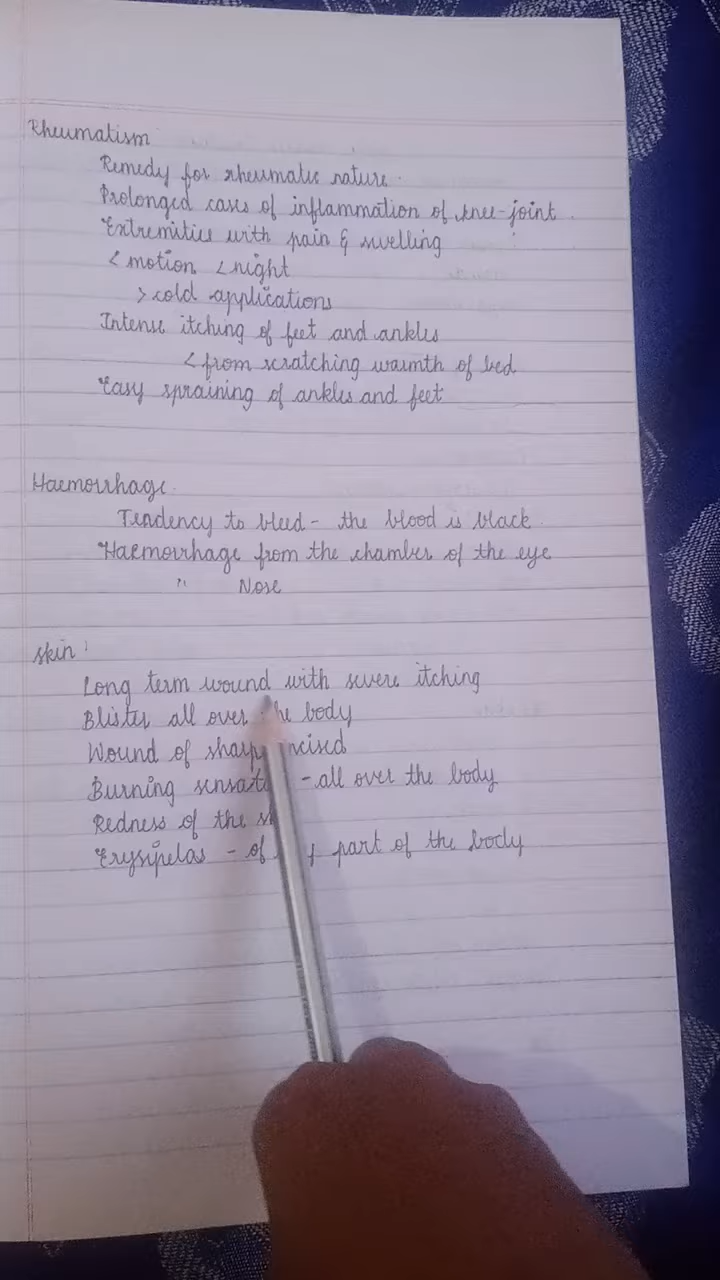 Rheumatism
Remedy for rheumatic nature.
Prolonged cases of inflammation of knee-joint.
Extremities with pain & swelling
< motion < night
> cold applications
Intense itching of feet and ankles
< from scratching warmth of bed
Easy spraining of ankles and feet
Haemorrhage.
Tendency to bleed - the blood is black.
Haemorrhage from the chamber of the eye
" Nose
Skin:
Long term wound with severe itching
Blister all over the body
Wound of sharp
Burning - all over the body
Redness of the
Erysipelas - of part of the body